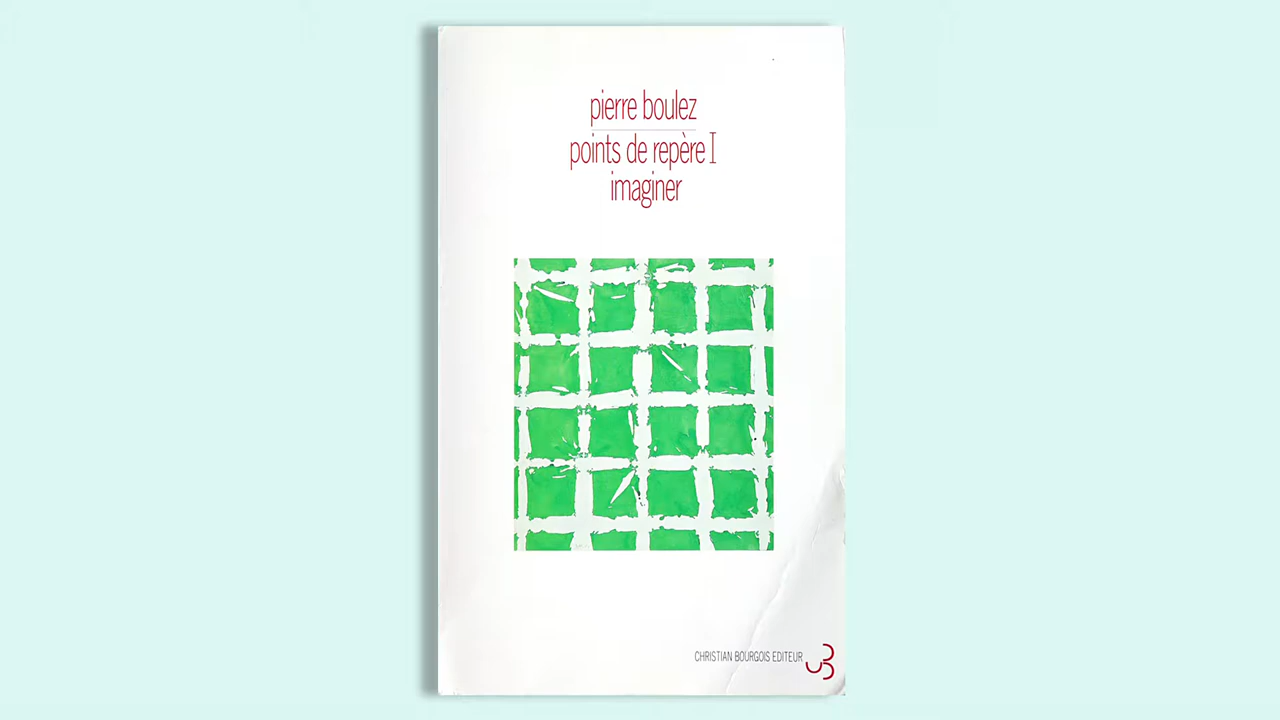 pierre boulez
points de repère I
imaginer
CHRISTIAN BOURGOIS EDITEUR